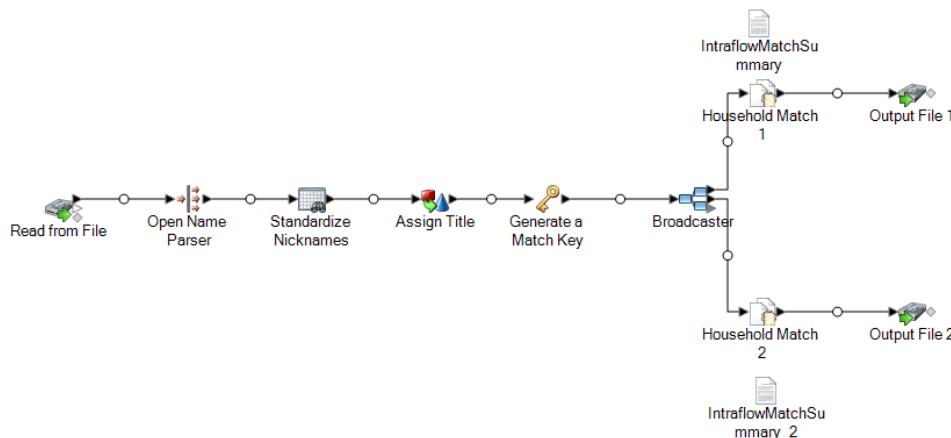 IntraflowMatchSu
mmary
Household Match
1
Output File 1
Read from File
Open Name
Parser
Standardize
Nicknames
Assign Title
Generate a
Match Key
Broadcaster
Household Match
2
Output File 2
IntraflowMatchSu
mmary_2